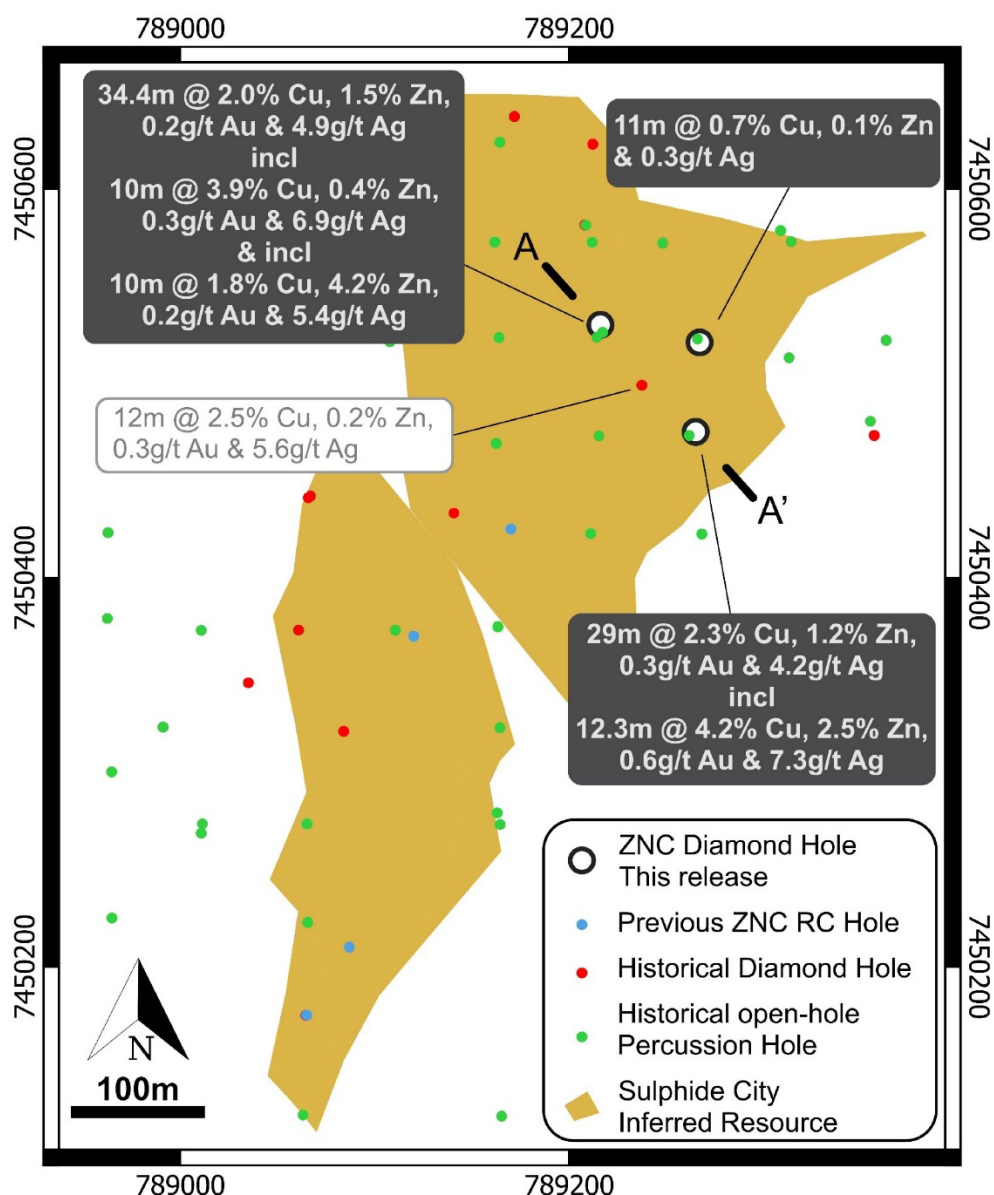 789000
789200
34.4m @ 2.0% Cu, 1.5% Zn,
0.2g/t Au & 4.9g/t Ag
incl
10m @ 3.9% Cu, 0.4% Zn,
0.3g/t Au & 6.9g/t Ag
& incl
10m @ 1.8% Cu, 4.2% Zn,
0.2g/t Au & 5.4g/t Ag
11m @ 0.7% Cu, 0.1% Zn
& 0.3g/t Ag
7450600
7450600
A
12m @ 2.5% Cu, 0.2% Zn,
0.3g/t Au & 5.6g/t Ag
A'
7450400
7450400
29m @ 2.3% Cu, 1.2% Zn,
0.3g/t Au & 4.2g/t Ag
incl
12.3m @ 4.2% Cu, 2.5% Zn,
0.6g/t Au & 7.3g/t Ag
ZNC Diamond Hole
This release
Previous ZNC RC Hole
Historical Diamond Hole
Historical open-hole
Percussion Hole
Sulphide City
Inferred Resource
7450200
7450200
N
100m
789000
789200